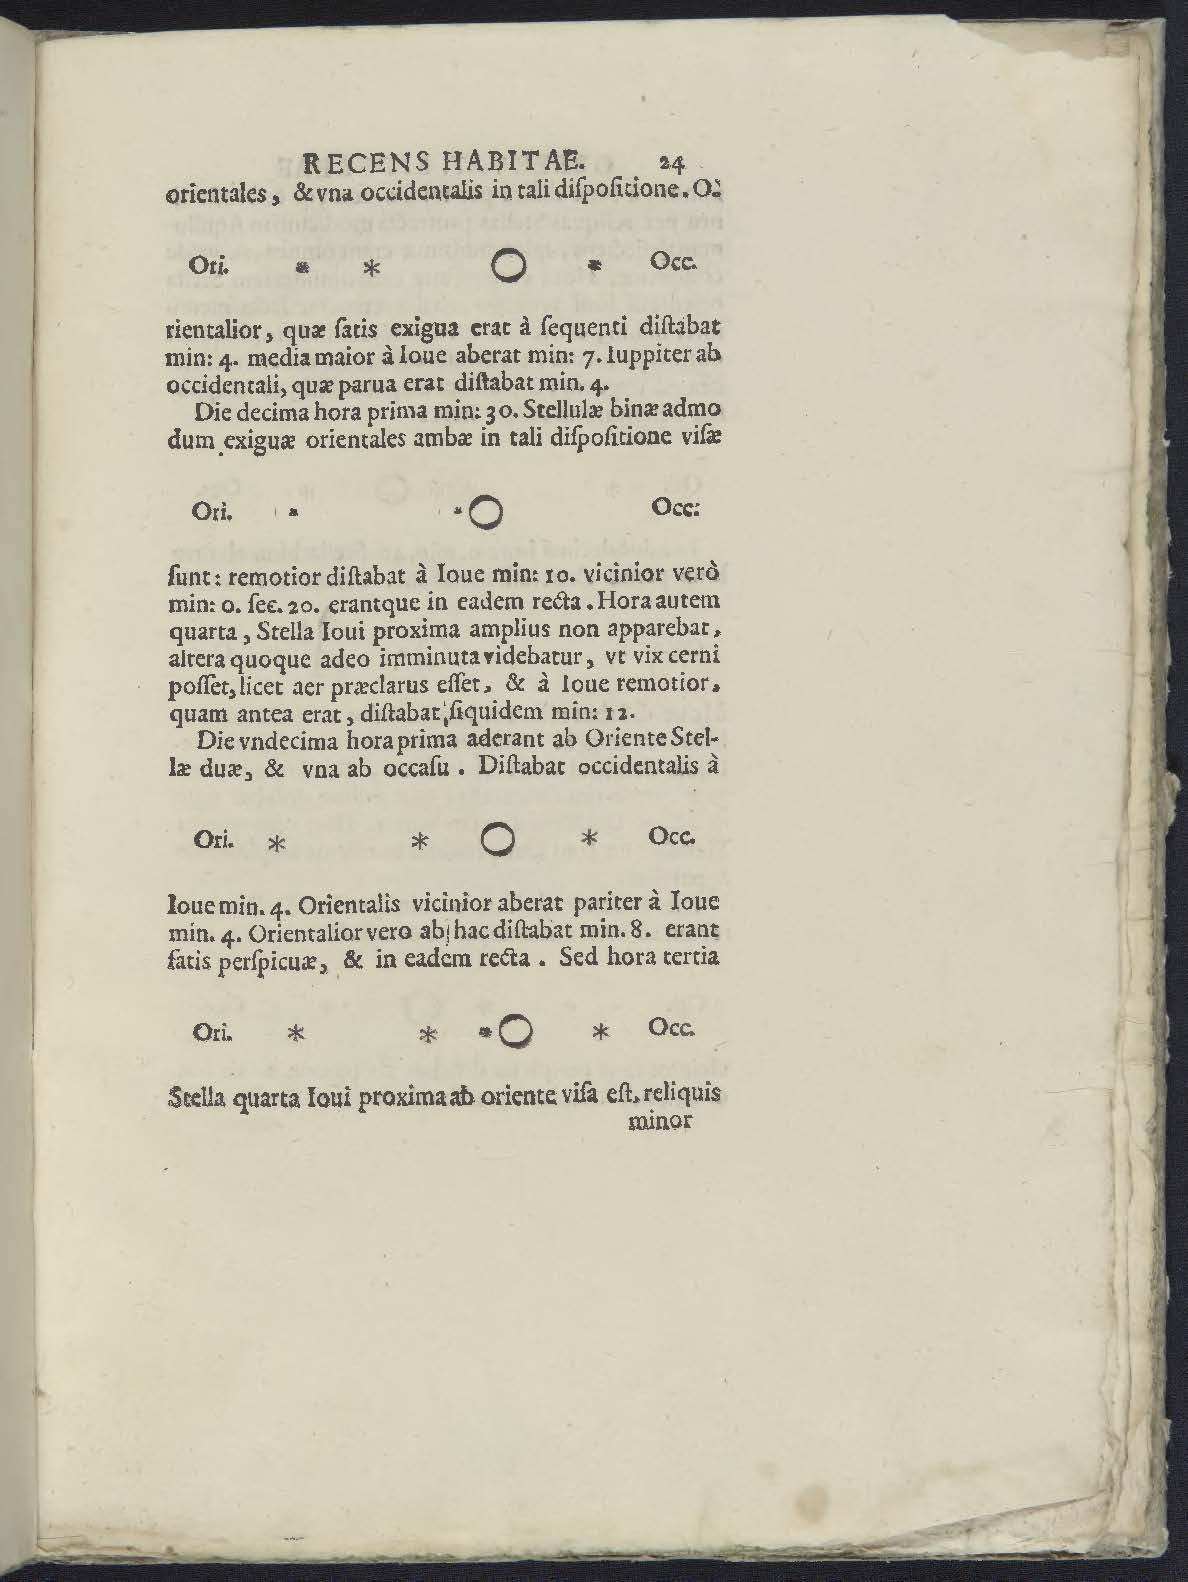 RECENS HABITAE. 24
orientales, & vna occidentalis in tali diſpoſitione. O-
Ori. * * O * Occ.
rientalior, quæ ſatis exigua erat à ſequenti diſtabat
min: 4. media maior à Ioue aberat min: 7. Iuppiter ab
occidentali, quæ parua erat diſtabat min. 4.
Die decima hora prima min: 30. Stellulæ binæ admo
dum exiguæ orientales ambæ in tali diſpoſitione viſæ
Ori. * * O Occ:
ſunt: remotior diſtabat à Ioue min: 10. vicinior verò
min: 0. ſec. 20. erantque in eadem recta. Hora autem
quarta, Stella Ioui proxima amplius non apparebat,
altera quoque adeo imminuta videbatur, vt vix cerni
poſſet, licet aer præclarus eſſet, & à Ioue remotior,
quam antea erat, diſtabat ſiquidem min: 12.
Die vndecima hora prima aderant ab Oriente Stel-
læ duæ, & vna ab occaſu. Diſtabat occidentalis à
Ori. * * O * Occ.
Ioue min. 4. Orientalis vicinior aberat pariter à Ioue
min. 4. Orientalior vero ab hac diſtabat min. 8. erant
ſatis perſpicuæ, & in eadem recta. Sed hora tertia
Ori. * * * O * Occ.
Stella quarta Ioui proxima ab oriente viſa eſt, reliquis
minor